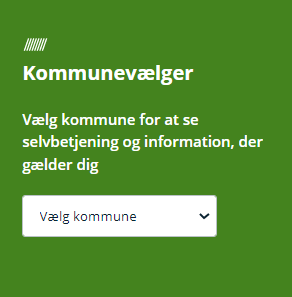 Kommunevælger
Vælg kommune for at se
selvbetjening og information, der
gælder dig
Vælg kommune